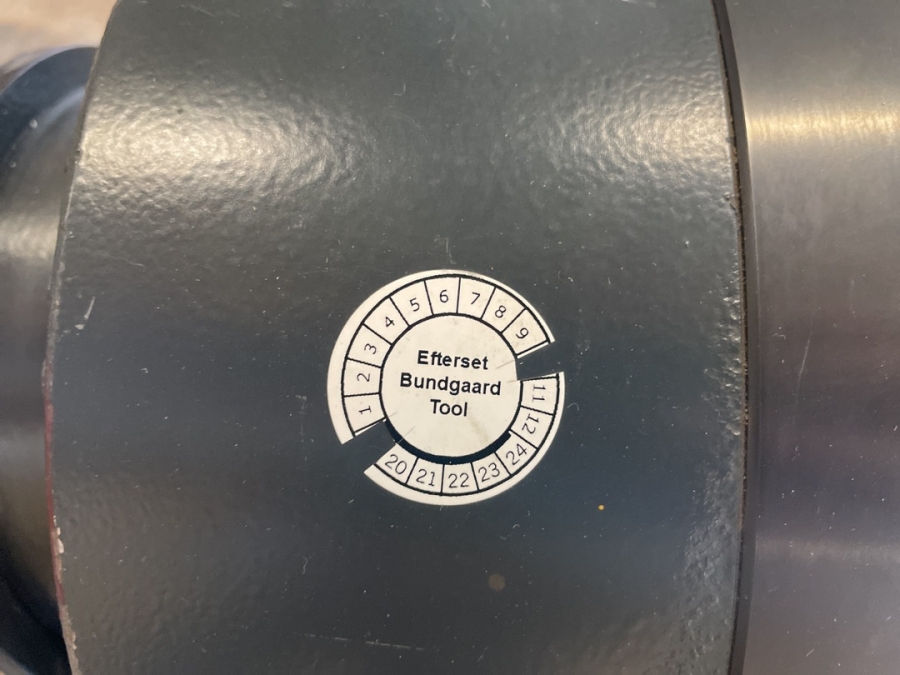 1 2 3 4 5 6 7 8 9
11 12
24 23 22 21 20
Efterset
Bundgaard
Tool